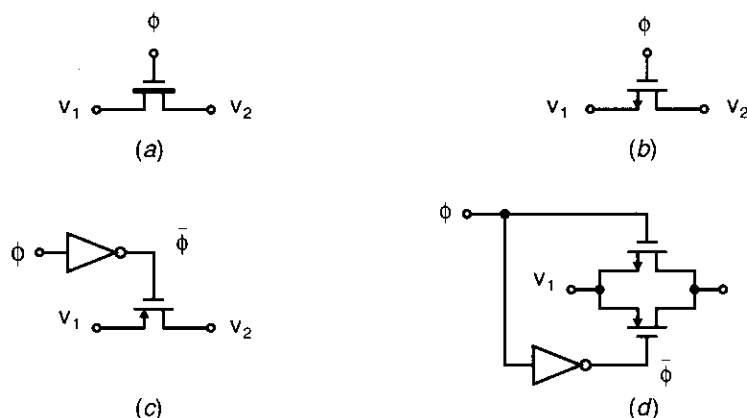 ϕ ϕ
v₁ v₂ v₁ v₂
(a) (b)
ϕ ϕ̄ ϕ
v₁ v₂ v₁
ϕ̄
(c) (d)